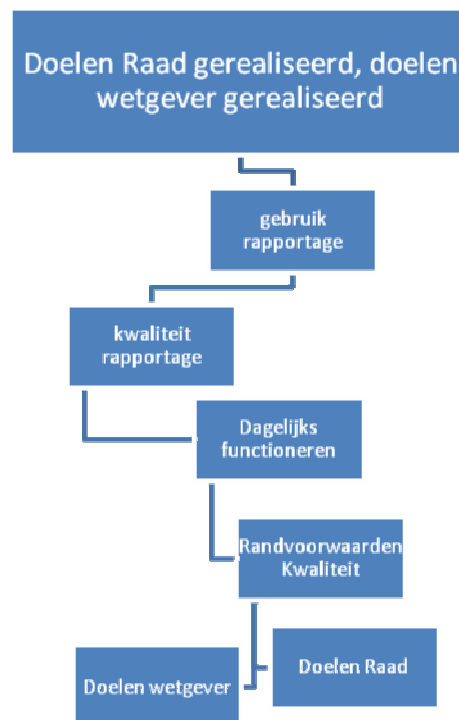 Doelen Raad gerealiseerd, doelen
wetgever gerealiseerd
gebruik
rapportage
kwaliteit
rapportage
Dagelijks
functioneren
Randvoorwaarden
Kwaliteit
Doelen Raad
Doelen wetgever